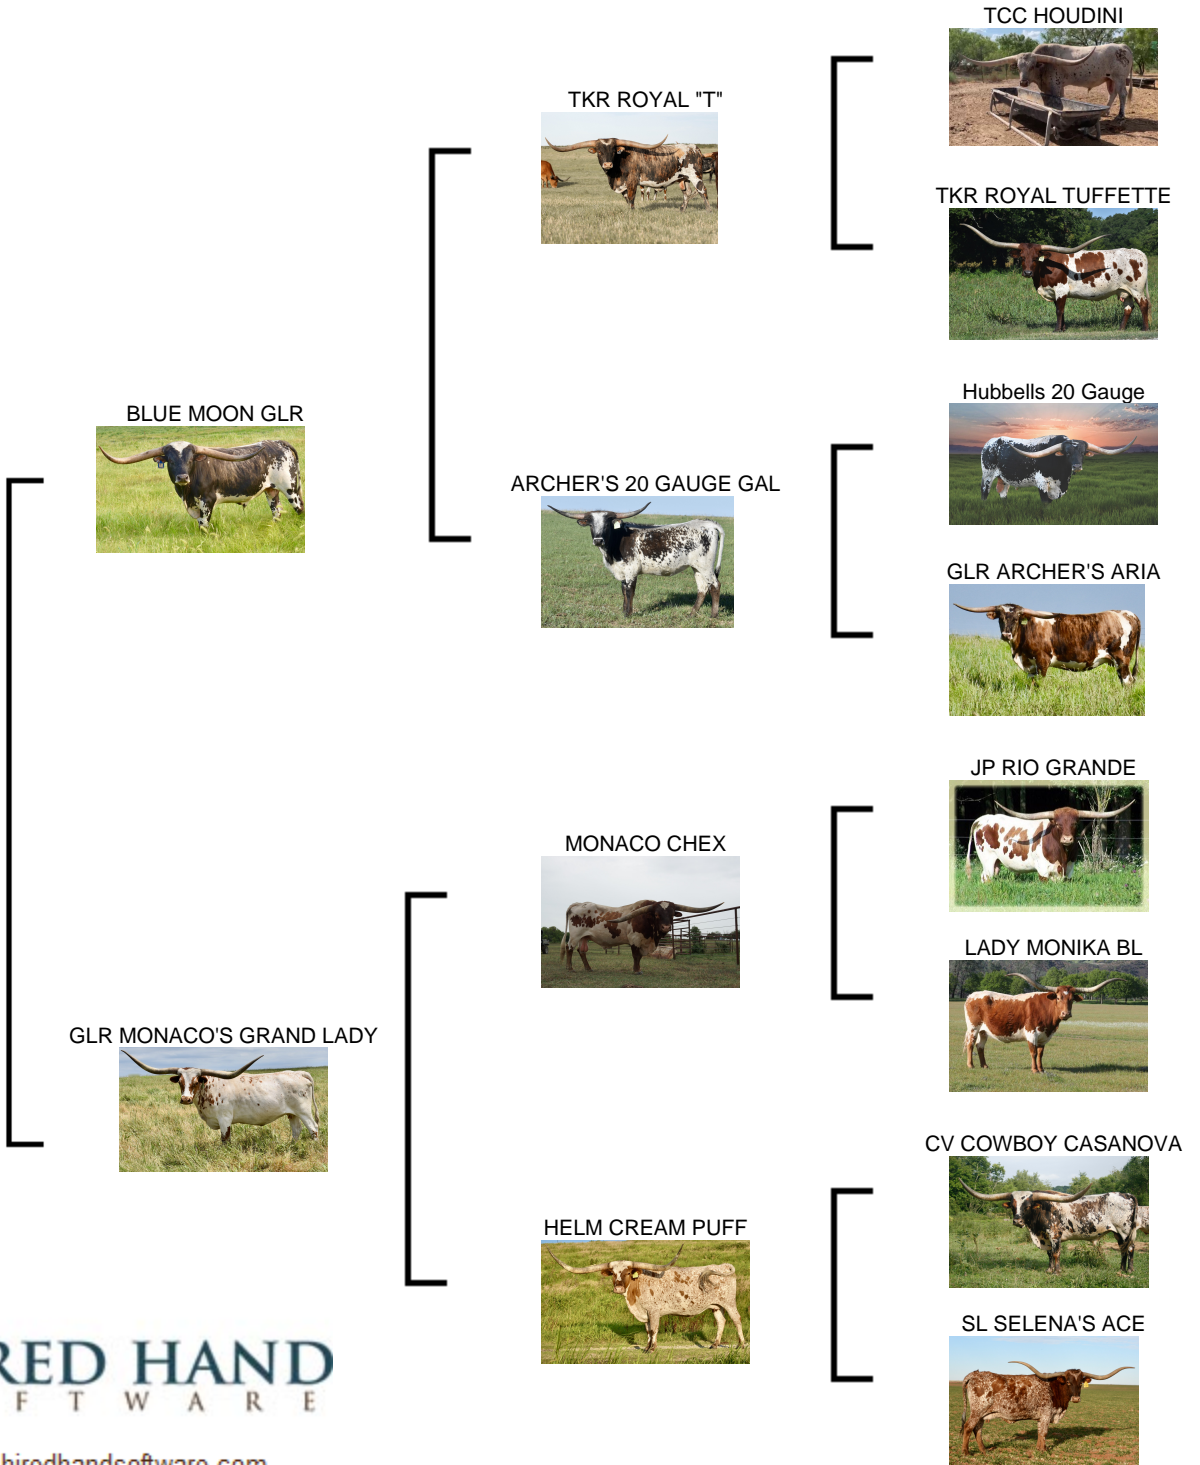 TCC HOUDINI
TKR ROYAL "T"
TKR ROYAL TUFFETTE
Hubbells 20 Gauge
BLUE MOON GLR
ARCHER'S 20 GAUGE GAL
GLR ARCHER'S ARIA
JP RIO GRANDE
MONACO CHEX
LADY MONIKA BL
GLR MONACO'S GRAND LADY
CV COWBOY CASANOVA
HELM CREAM PUFF
SL SELENA'S ACE
RED HAND
F T W A R E
hiredhandsoftware.com